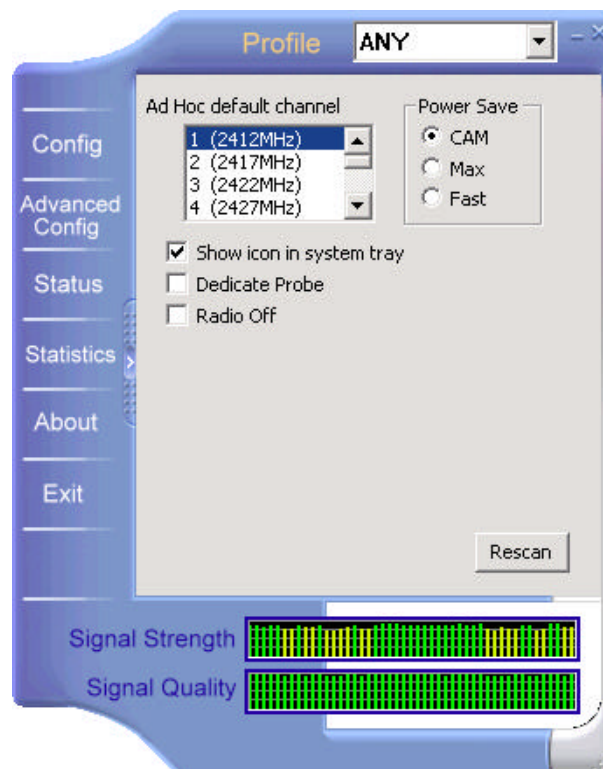 Profile
ANY
Ad Hoc default channel
1 (2412MHz)
2 (2417MHz)
3 (2422MHz)
4 (2427MHz)
Power Save
CAM
Max
Fast
Config
Advanced
Config
Status
Statistics
About
Exit
Show icon in system tray
Dedicate Probe
Radio Off
Rescan
Signal Strength
Signal Quality